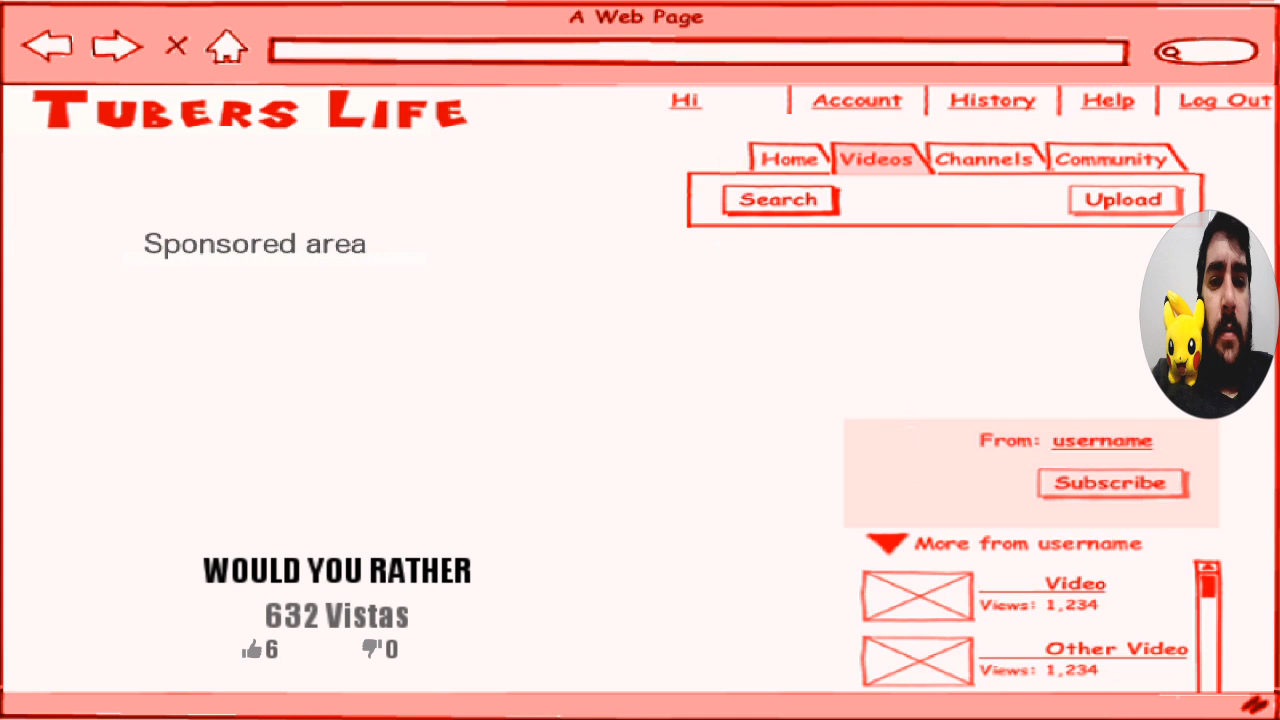 A Web Page
TUBERS LIFE
Hi Account History Help Log Out
Home Videos Channels Community
Search Upload
Sponsored area
From: username
Subscribe
More from username
WOULD YOU RATHER
632 Vistas
6 0
Video
Views: 1,234
Other Video
Views: 1,234